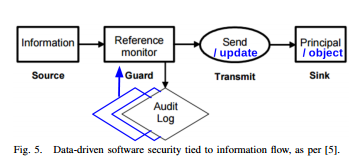 Information
Reference
monitor
Send
/ update
Principal
/ object
Source
Guard
Transmit
Sink
Audit
Log
Fig. 5. Data-driven software security tied to information flow, as per [5].